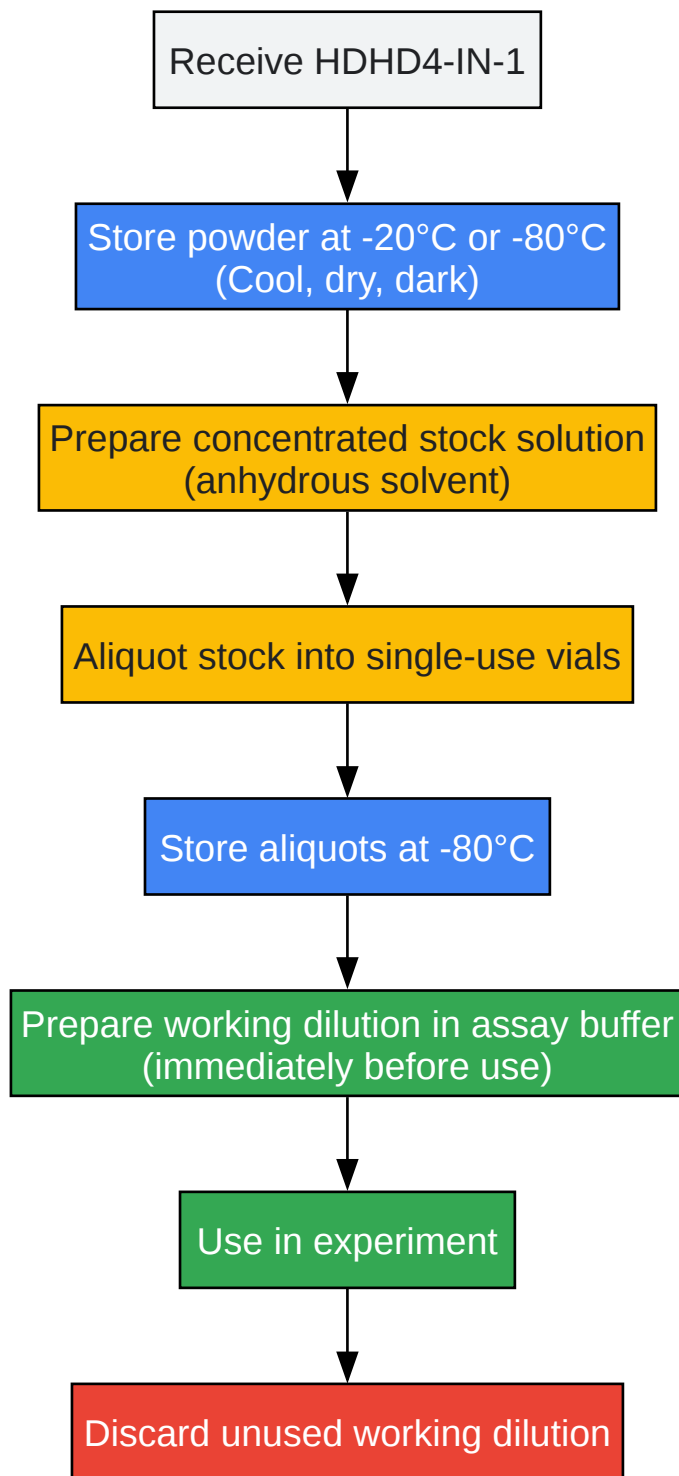 Receive HDHD4-IN-1
Store powder at -20°C or -80°C
(Cool, dry, dark)
Prepare concentrated stock solution
(anhydrous solvent)
Aliquot stock into single-use vials
Store aliquots at -80°C
Prepare working dilution in assay buffer
(immediately before use)
Use in experiment
Discard unused working dilution